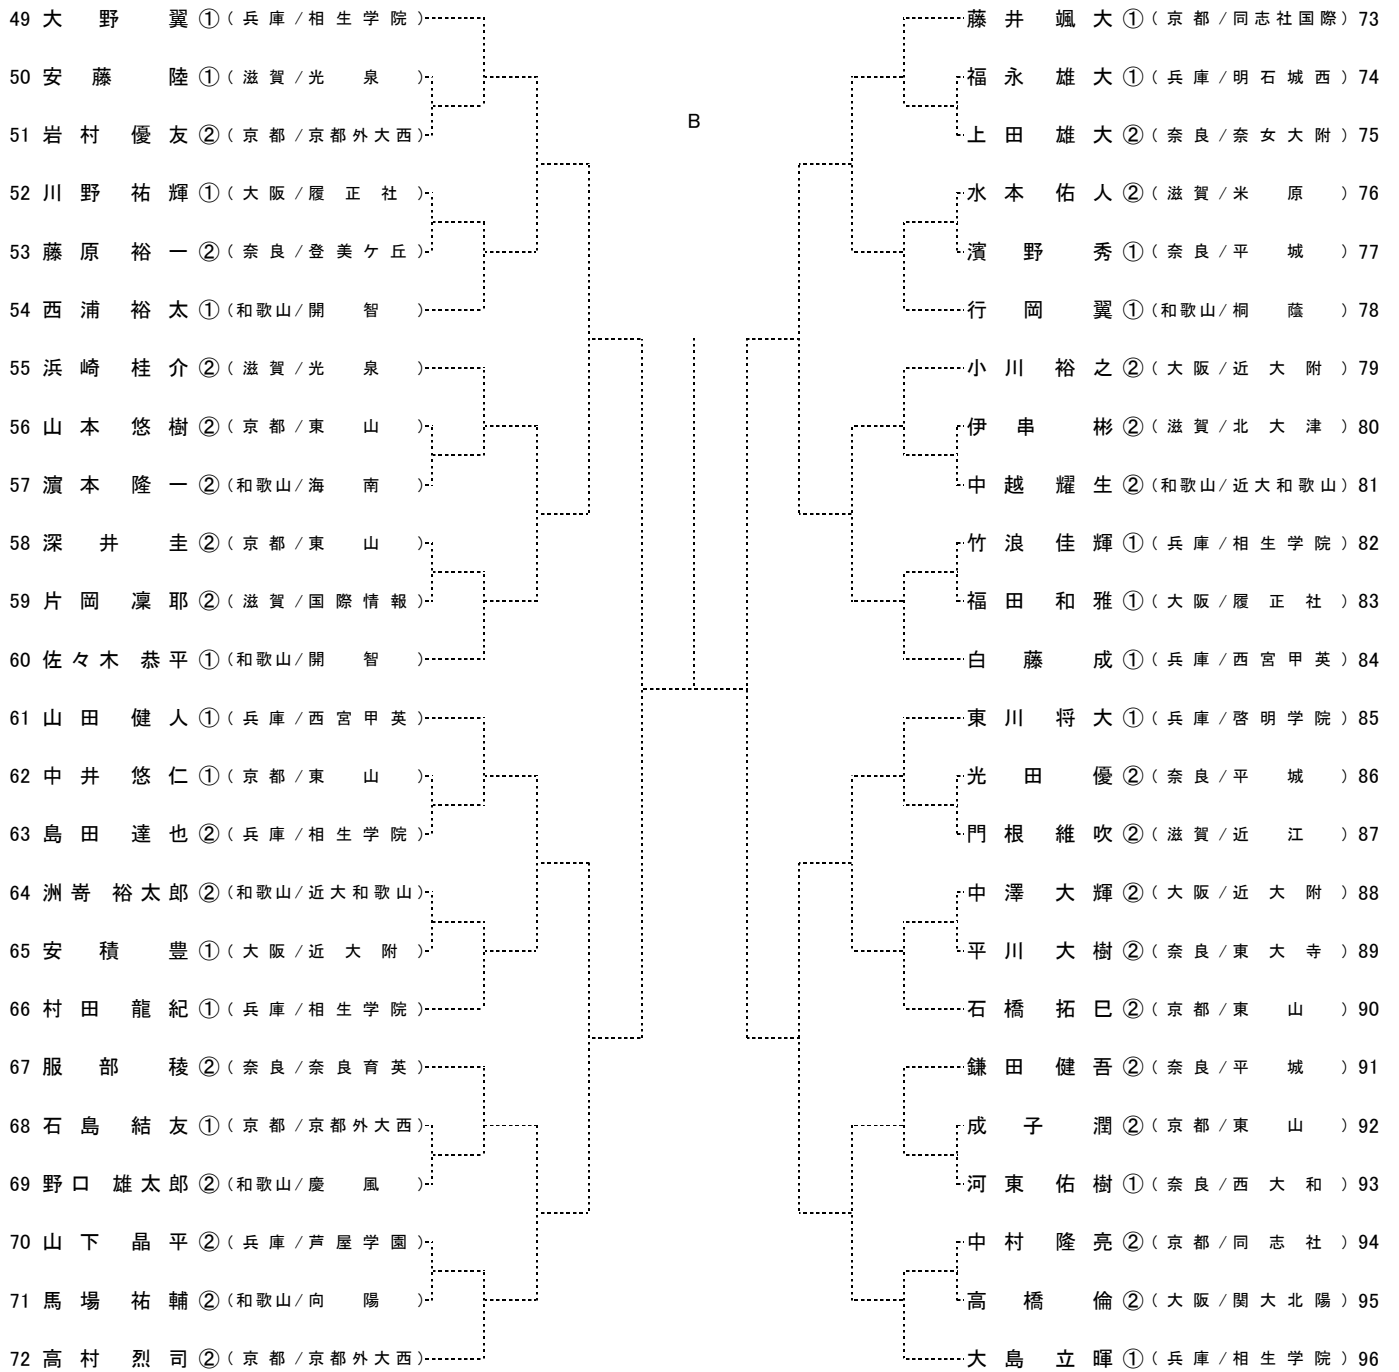 49 大野 翼 ① (兵庫/相生学院)
50 安藤 陸 ① (滋賀/光泉)
51 岩村 優友 ② (京都/京都外大西)
52 川野 祐輝 ① (大阪/履正社)
53 藤原 裕一 ② (奈良/登美ケ丘)
54 西浦 裕太 ① (和歌山/開智)
55 浜崎 桂介 ② (滋賀/光泉)
56 山本 悠樹 ② (京都/東山)
57 濵本 隆一 ② (和歌山/海南)
58 深井 圭 ② (京都/東山)
59 片岡 凜耶 ② (滋賀/国際情報)
60 佐々木 恭平 ① (和歌山/開智)
61 山田 健人 ① (兵庫/西宮甲英)
62 中井 悠仁 ① (京都/東山)
63 島田 達也 ② (兵庫/相生学院)
64 洲嵜 裕太郎 ② (和歌山/近大和歌山)
65 安積 豊 ① (大阪/近大附)
66 村田 龍紀 ① (兵庫/相生学院)
67 服部 稜 ② (奈良/奈良育英)
68 石島 結友 ① (京都/京都外大西)
69 野口 雄太郎 ② (和歌山/慶風)
70 山下 晶平 ② (兵庫/芦屋学園)
71 馬場 祐輔 ② (和歌山/向陽)
72 高村 烈司 ② (京都/京都外大西)
B
藤井 颯大 ① (京都/同志社国際) 73
福永 雄大 ① (兵庫/明石城西) 74
上田 雄大 ② (奈良/奈女大附) 75
水本 佑人 ② (滋賀/米原) 76
濱野 秀 ① (奈良/平城) 77
行岡 翼 ① (和歌山/桐蔭) 78
小川 裕之 ② (大阪/近大附) 79
伊串 彬 ② (滋賀/北大津) 80
中越 耀生 ② (和歌山/近大和歌山) 81
竹浪 佳輝 ① (兵庫/相生学院) 82
福田 和雅 ① (大阪/履正社) 83
白藤 成 ① (兵庫/西宮甲英) 84
東川 将大 ① (兵庫/啓明学院) 85
光田 優 ② (奈良/平城) 86
門根 維吹 ② (滋賀/近江) 87
中澤 大輝 ② (大阪/近大附) 88
平川 大樹 ② (奈良/東大寺) 89
石橋 拓巳 ② (京都/東山) 90
鎌田 健吾 ② (奈良/平城) 91
成子 潤 ② (京都/東山) 92
河東 佑樹 ① (奈良/西大和) 93
中村 隆亮 ② (京都/同志社) 94
高橋 倫 ② (大阪/関大北陽) 95
大島 立暉 ① (兵庫/相生学院) 96